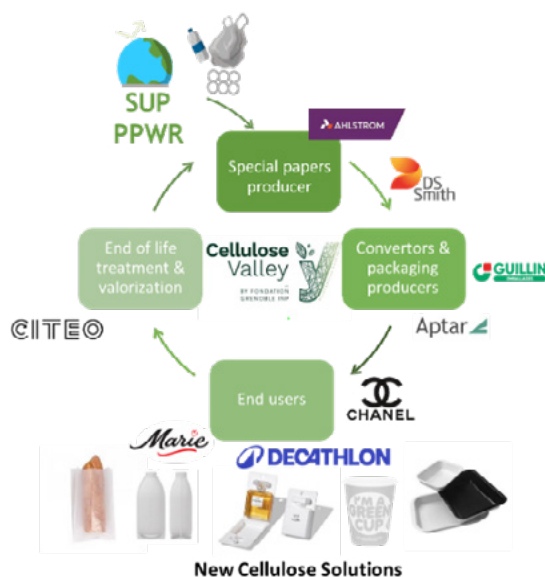 SUP
PPWR
AHLSTROM
Special papers
producer
DS
Smith
End of life
treatment &
valorization
Cellulose
Valley
BY FONDATION
GRENOBLE INP
Convertors &
packaging
producers
GUILLIN
CITEO
Aptar
End users
CHANEL
Marie
DECATHLON
I'M A
GREEN
CUP
New Cellulose Solutions